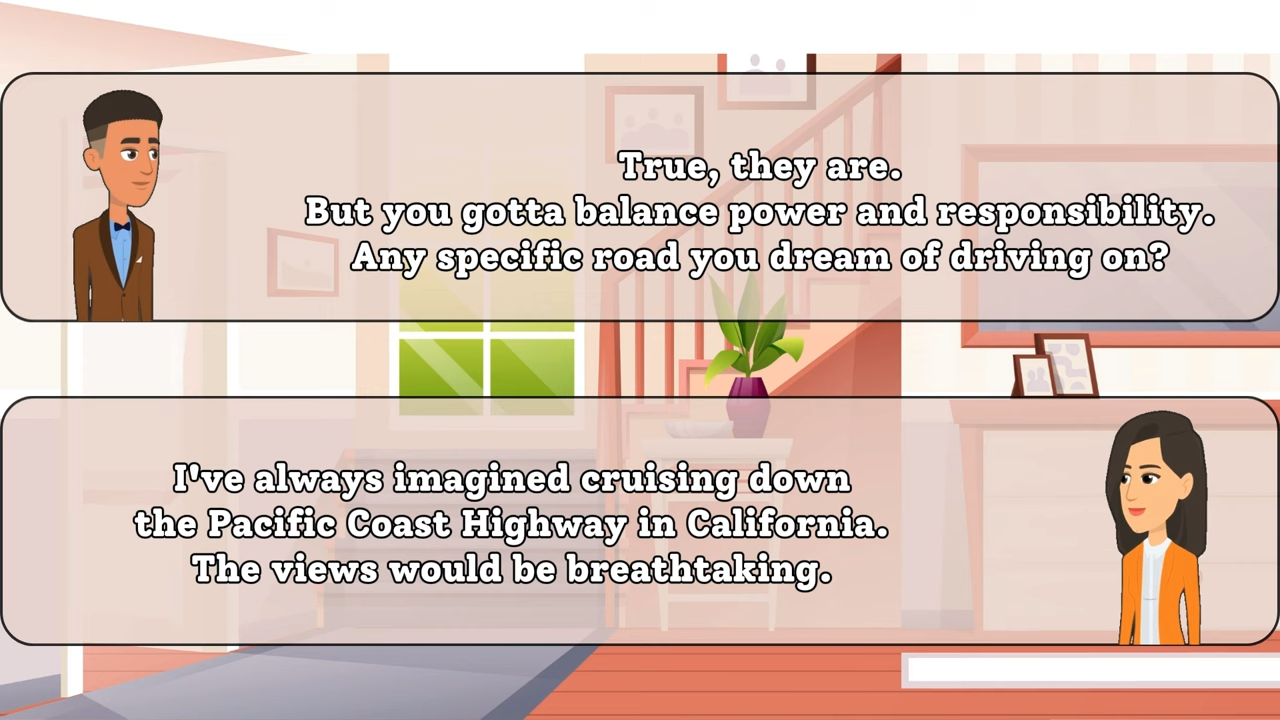 True, they are.
But you gotta balance power and responsibility.
Any specific road you dream of driving on?
I've always imagined cruising down
the Pacific Coast Highway in California.
The views would be breathtaking.